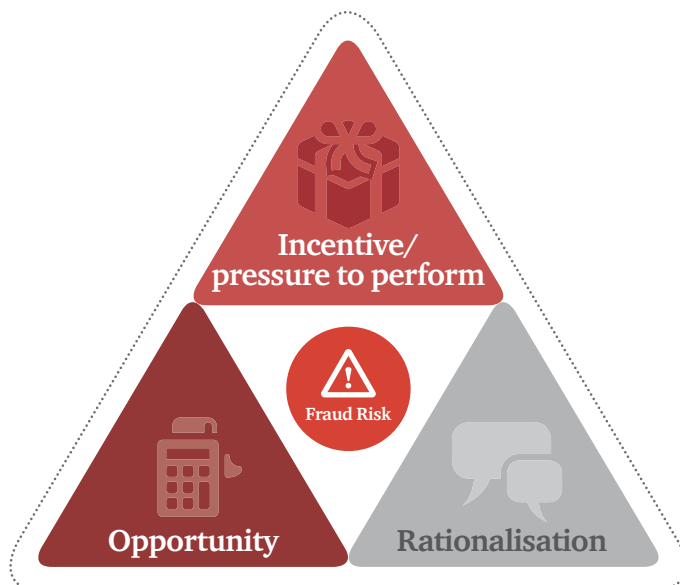 Incentive/
pressure to perform
!
Fraud Risk
Opportunity
Rationalisation